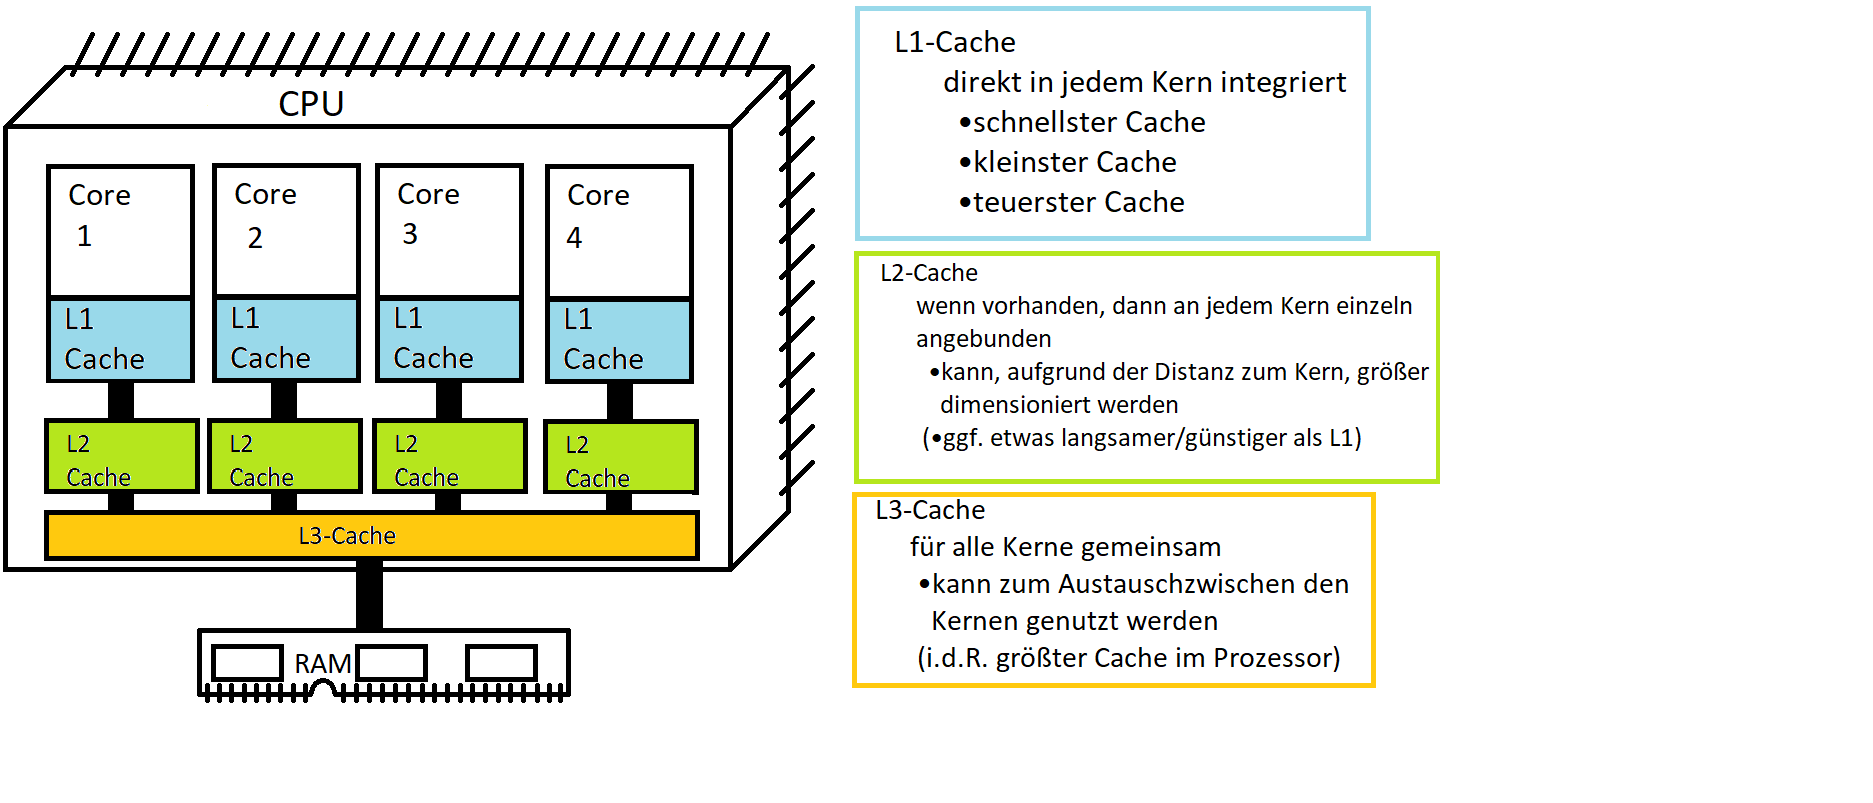 CPU
Core
1
Core
2
Core
3
Core
4
L1
Cache
L1
Cache
L1
Cache
L1
Cache
L2
Cache
L2
Cache
L2
Cache
L2
Cache
L3-Cache
RAM
L1-Cache
direkt in jedem Kern integriert
•schnellster Cache
•kleinster Cache
•teuerster Cache
L2-Cache
wenn vorhanden, dann an jedem Kern einzeln
angebunden
•kann, aufgrund der Distanz zum Kern, größer
dimensioniert werden
(•ggf. etwas langsamer/günstiger als L1)
L3-Cache
für alle Kerne gemeinsam
•kann zum Austauschzwischen den
Kernen genutzt werden
(i.d.R. größter Cache im Prozessor)